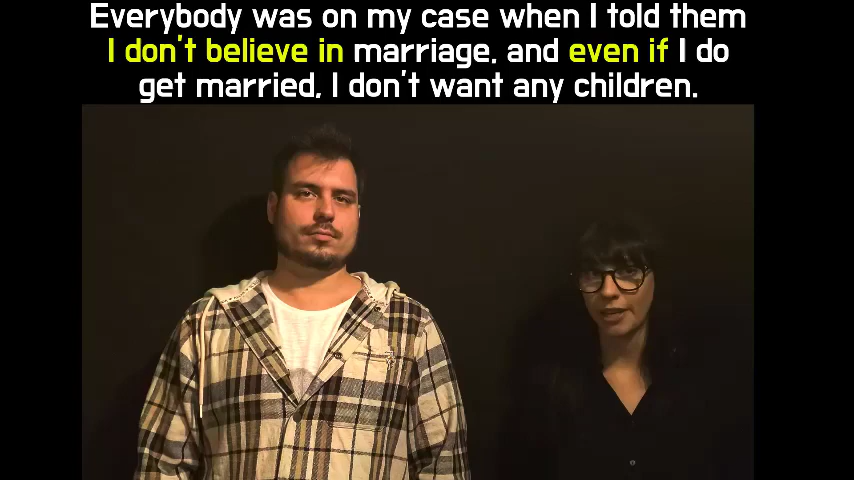 Everybody was on my case when I told them
I don't believe in marriage, and even if I do
get married, I don't want any children.